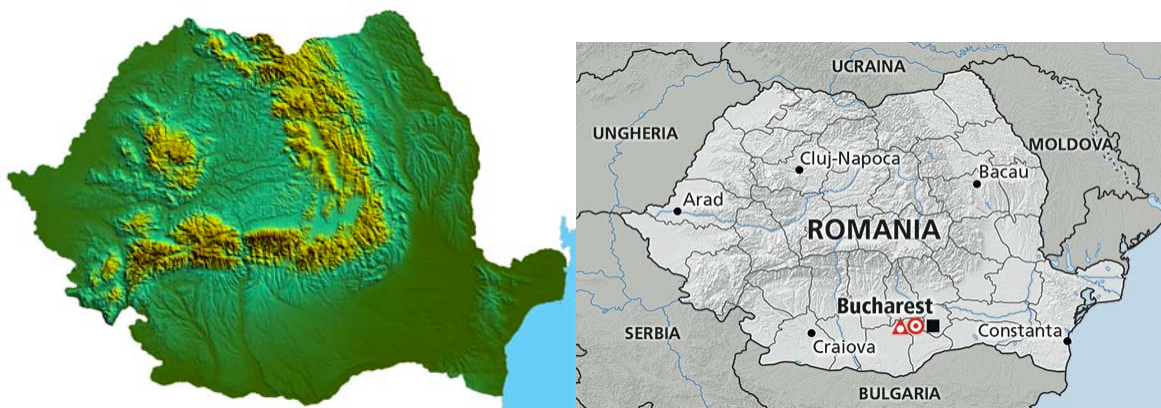 UCRAINA
UNGHERIA
MOLDOVA
Cluj-Napoca
Bacau
Arad
ROMANIA
Bucharest
SERBIA
Constanta
Craiova
BULGARIA